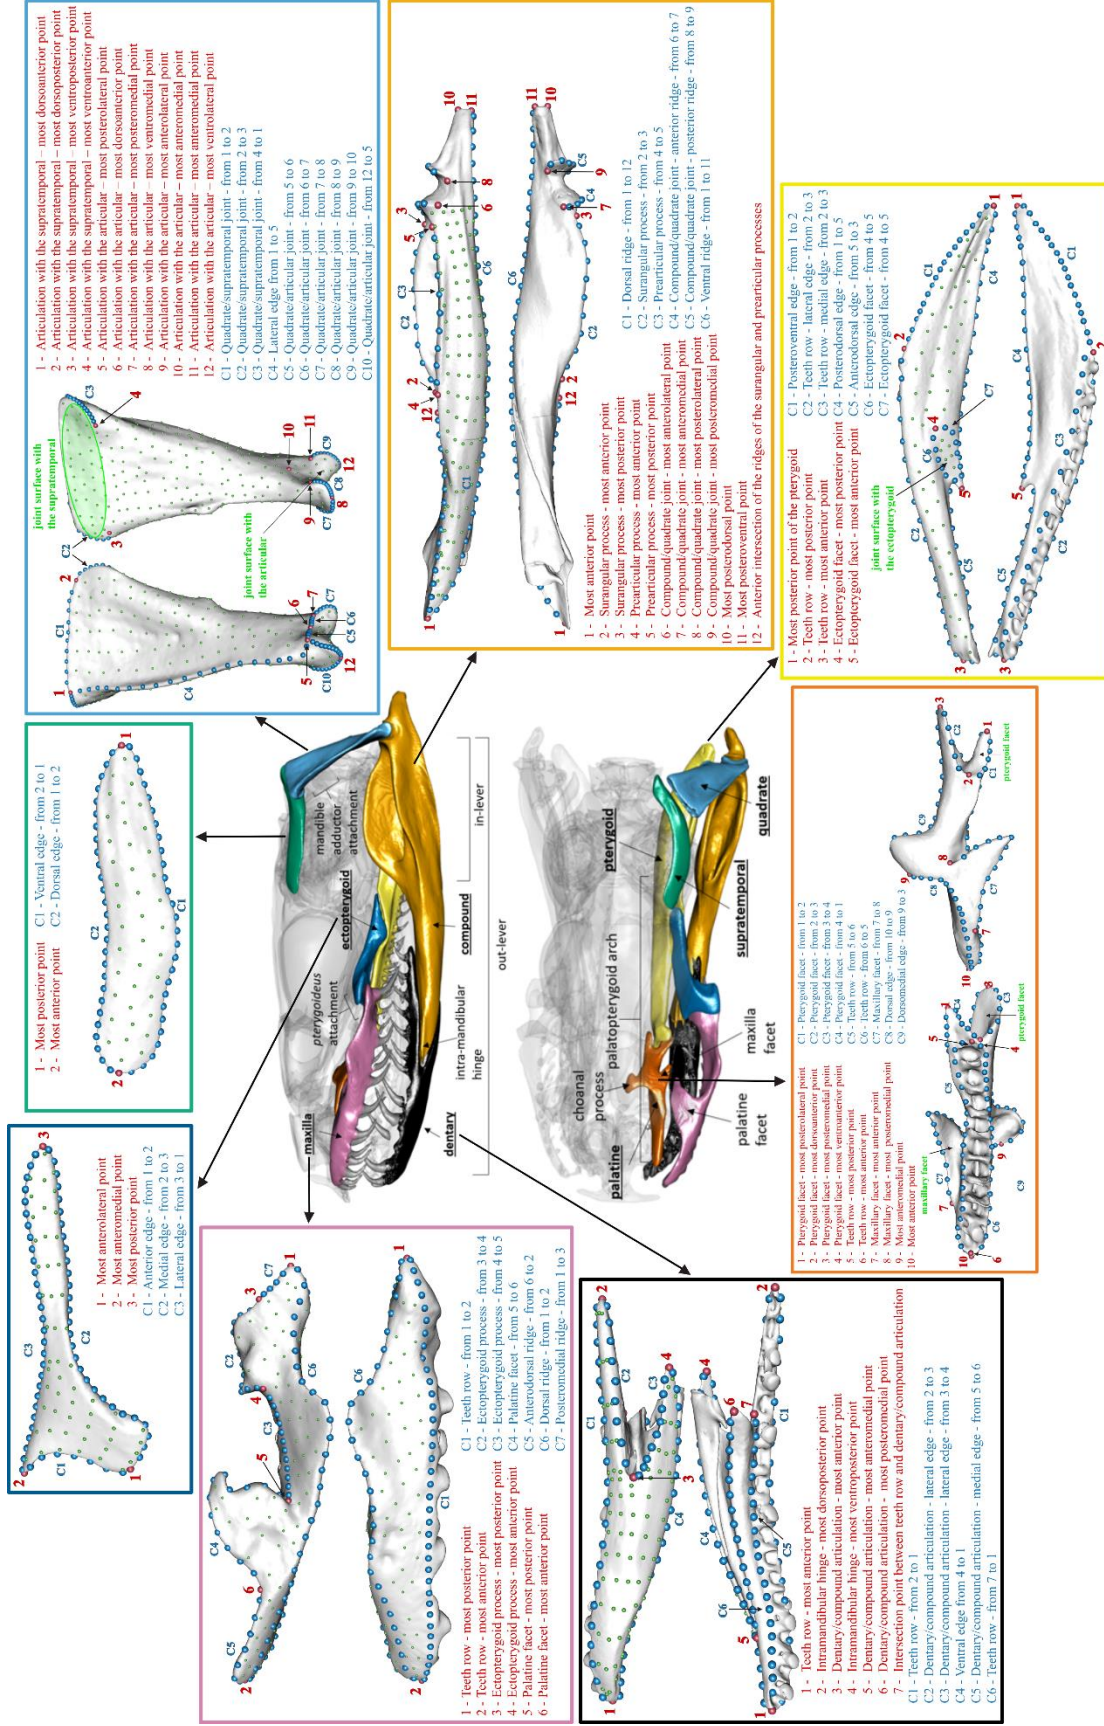 C5
C4
C2
C3
C7
C6
C1
1 - Teeth row - most posterior point
2 - Teeth row - most anterior point
3 - Ectopterygoid process - most posterior point
4 - Ectopterygoid process - most anterior point
5 - Palatine facet - most posterior point
6 - Palatine facet - most anterior point
C1 - Teeth row - from 1 to 2
C2 - Ectopterygoid process - from 3 to 4
C3 - Ectopterygoid process - from 4 to 5
C4 - Palatine facet - from 5 to 6
C5 - Anterodorsal ridge - from 6 to 2
C6 - Dorsal ridge - from 1 to 2
C7 - Posteromedial ridge - from 1 to 3
2
1
3
C1
C3
C2
1 - Most anterolateral point
2 - Most anteromedial point
3 - Most posterior point
C1 - Anterior edge - from 1 to 2
C2 - Medial edge - from 2 to 3
C3 - Lateral edge - from 3 to 1
1 - Most posterior point
2 - Most anterior point
C1 - Ventral edge - from 2 to 1
C2 - Dorsal edge - from 1 to 2
2
C2
C1
1
joint surface with
the supratemporal
joint surface with
the articular
1 - Articulation with the supratemporal – most dorsoanterior point
2 - Articulation with the supratemporal – most dorsoposterior point
3 - Articulation with the supratemporal – most ventroposterior point
4 - Articulation with the supratemporal – most ventroanterior point
5 - Articulation with the articular – most posterolateral point
6 - Articulation with the articular – most dorsoanterior point
7 - Articulation with the articular – most posteromedial point
8 - Articulation with the articular – most ventromedial point
9 - Articulation with the articular – most anterolateral point
10 - Articulation with the articular – most anteromedial point
11 - Articulation with the articular – most anteromedial point
12 - Articulation with the articular – most ventrolateral point
C1 - Quadrate/supratemporal joint - from 1 to 2
C2 - Quadrate/supratemporal joint - from 2 to 3
C3 - Quadrate/supratemporal joint - from 4 to 1
C4 - Lateral edge from 1 to 5
C5 - Quadrate/articular joint - from 5 to 6
C6 - Quadrate/articular joint - from 6 to 7
C7 - Quadrate/articular joint - from 7 to 8
C8 - Quadrate/articular joint - from 8 to 9
C9 - Quadrate/articular joint - from 9 to 10
C10 - Quadrate/articular joint - from 12 to 5
maxilla
pterygoideus
attachment
ectopterygoid
mandible
adductor
attachment
dentary
intra-mandibular
hinge
compound
out-lever
in-lever
palatine
choanal
process
palatopterygoid arch
pterygoid
palatine
facet
maxilla
facet
supratemporal
quadrate
1 - Most anterior point
2 - Surangular process - most anterior point
3 - Surangular process - most posterior point
4 - Prearticular process - most anterior point
5 - Prearticular process - most posterior point
6 - Compound/quadrate joint - most anterolateral point
7 - Compound/quadrate joint - most anteromedial point
8 - Compound/quadrate joint - most posterolateral point
9 - Compound/quadrate joint - most posteromedial point
10 - Most posterodorsal point
11 - Most posteroventral point
12 - Anterior intersection of the ridges of the surangular and prearticular processes
C1 - Dorsal ridge - from 1 to 12
C2 - Surangular process - from 2 to 3
C3 - Prearticular process - from 4 to 5
C4 - Compound/quadrate joint - anterior ridge - from 6 to 7
C5 - Compound/quadrate joint - posterior ridge - from 8 to 9
C6 - Ventral ridge - from 1 to 11
1 - Teeth row - most anterior point
2 - Intramandibular hinge - most dorsoposterior point
3 - Dentary/compound articulation - most anterior point
4 - Intramandibular hinge - most ventroposterior point
5 - Dentary/compound articulation - most anteromedial point
6 - Dentary/compound articulation - most posteromedial point
7 - Intersection point between teeth row and dentary/compound articulation
C1 - Teeth row - from 2 to 1
C2 - Dentary/compound articulation - lateral edge - from 2 to 3
C3 - Dentary/compound articulation - lateral edge - from 3 to 4
C4 - Ventral edge from 4 to 1
C5 - Dentary/compound articulation - medial edge - from 5 to 6
C6 - Teeth row - from 7 to 1
1 - Pterygoid facet - most posterolateral point
2 - Pterygoid facet - most dorsoanterior point
3 - Pterygoid facet - most posteromedial point
4 - Pterygoid facet - most ventroanterior point
5 - Teeth row - most posterior point
6 - Teeth row - most anterior point
7 - Maxillary facet - most anterior point
8 - Maxillary facet - most posteromedial point
9 - Most anteromedial point
10 - Most anterior point
C1 - Pterygoid facet - from 1 to 2
C2 - Pterygoid facet - from 2 to 3
C3 - Pterygoid facet - from 3 to 4
C4 - Pterygoid facet - from 4 to 1
C5 - Teeth row - from 5 to 6
C6 - Teeth row - from 6 to 5
C7 - Maxillary facet - from 7 to 8
C8 - Dorsal edge - from 10 to 9
C9 - Dorsomedial edge - from 9 to 3
maxillary facet
pterygoid facet
pterygoid facet
1 - Most posterior point of the pterygoid
2 - Teeth row - most posterior point
3 - Teeth row - most anterior point
4 - Ectopterygoid facet - most posterior point
5 - Ectopterygoid facet - most anterior point
C1 - Posteroventral edge - from 1 to 2
C2 - Teeth row - lateral edge - from 2 to 3
C3 - Teeth row - medial edge - from 2 to 3
C4 - Posterodorsal edge - from 1 to 5
C5 - Anterodorsal edge - from 5 to 3
C6 - Ectopterygoid facet - from 4 to 5
C7 - Ectopterygoid facet - from 4 to 5
joint surface with
the ectopterygoid